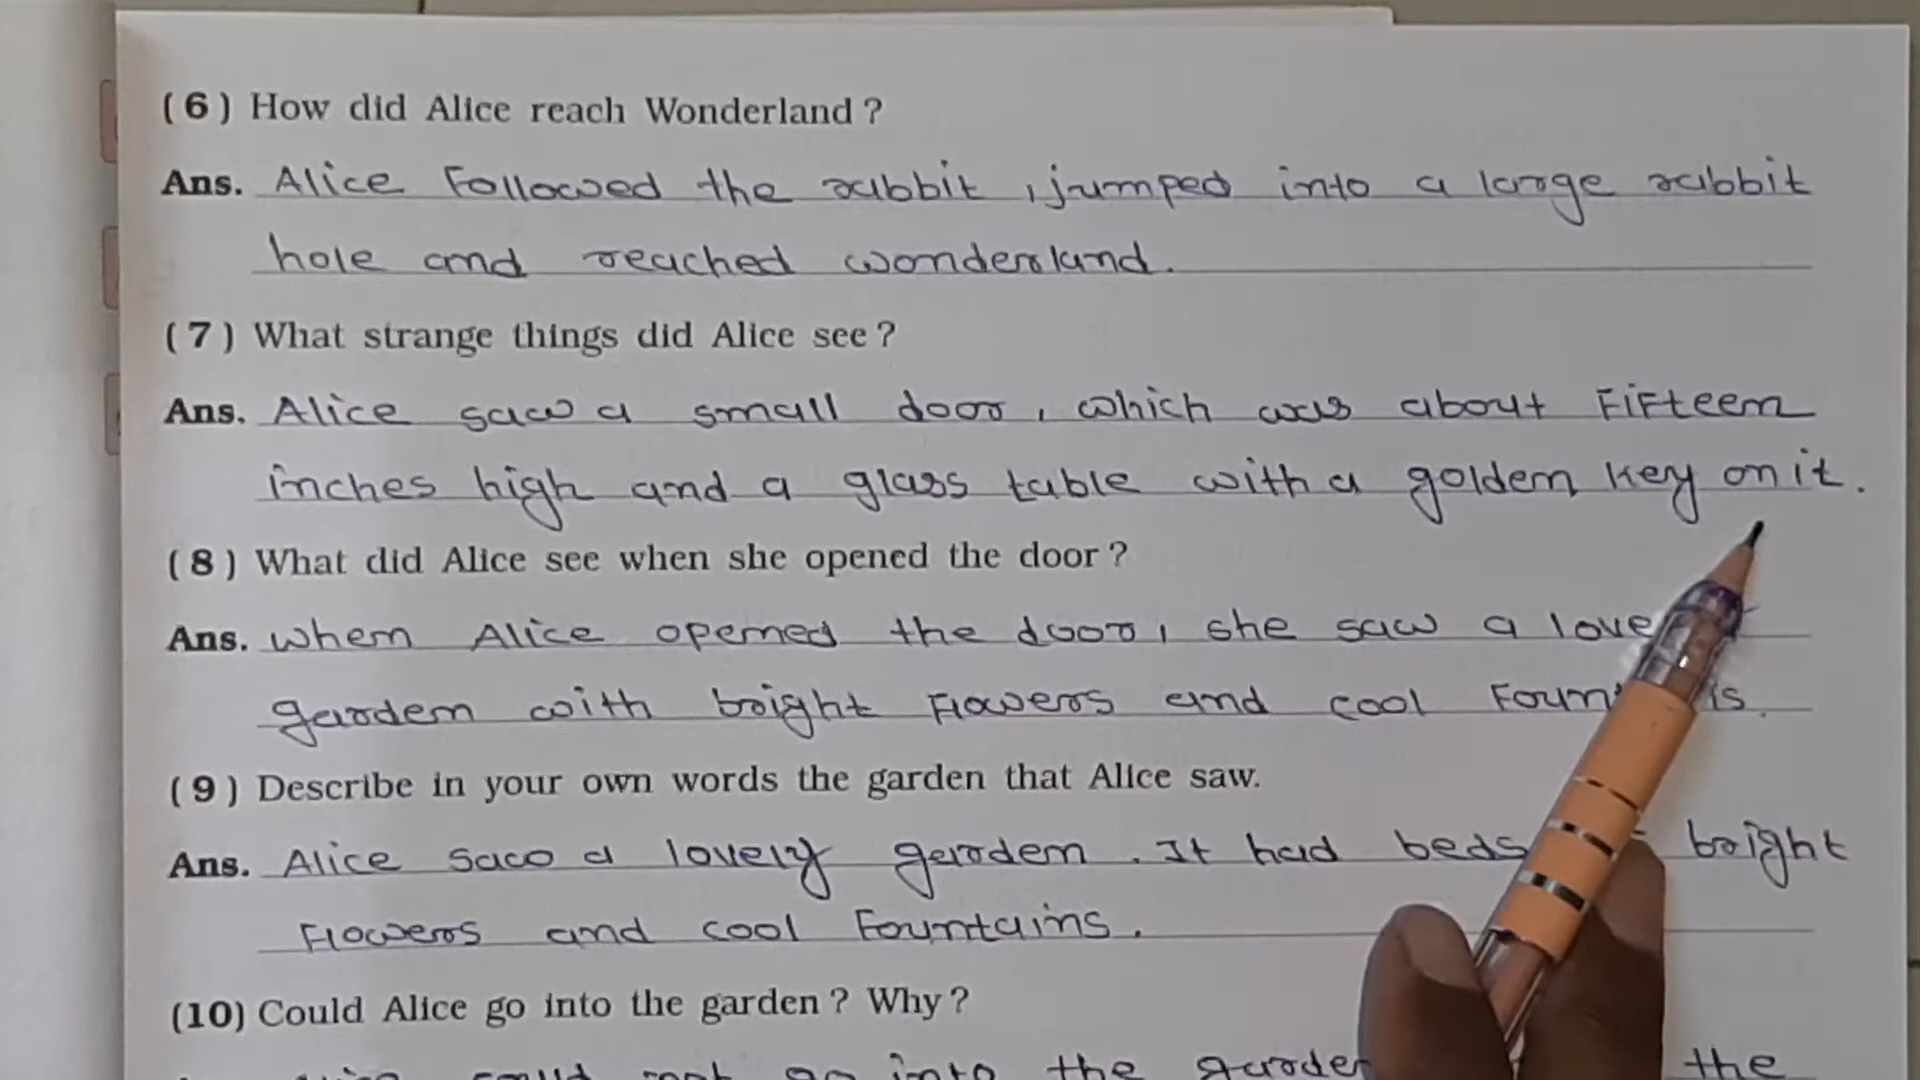 (6) How did Alice reach Wonderland?
Ans. Alice Followed the rabbit, jumped into a large rabbit
hole and reached wonderland.
(7) What strange things did Alice see?
Ans. Alice saw a small door, which was about Fifteen
inches high and a glass table with a golden key on it.
(8) What did Alice see when she opened the door?
Ans. when Alice opened the door, she saw a
garden with bright Flowers and cool
(9) Describe in your own words the garden that Alice saw.
Ans. Alice saw a lovely garden. It had beds bright
Flowers and cool Fountains.
(10) Could Alice go into the garden? Why?
could not go into the the